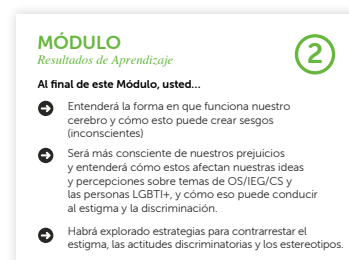 MÓDULO
Resultados de Aprendizaje
2
Al final de este Módulo, usted...
Entenderá la forma en que funciona nuestro
cerebro y cómo esto puede crear sesgos
(inconscientes)
Será más consciente de nuestros prejuicios
y entenderá cómo estos afectan nuestras ideas
y percepciones sobre temas de OS/IEG/CS y
las personas LGBTI+, y cómo eso puede conducir
al estigma y la discriminación.
Habrá explorado estrategias para contrarrestar el
estigma, las actitudes discriminatorias y los estereotipos.